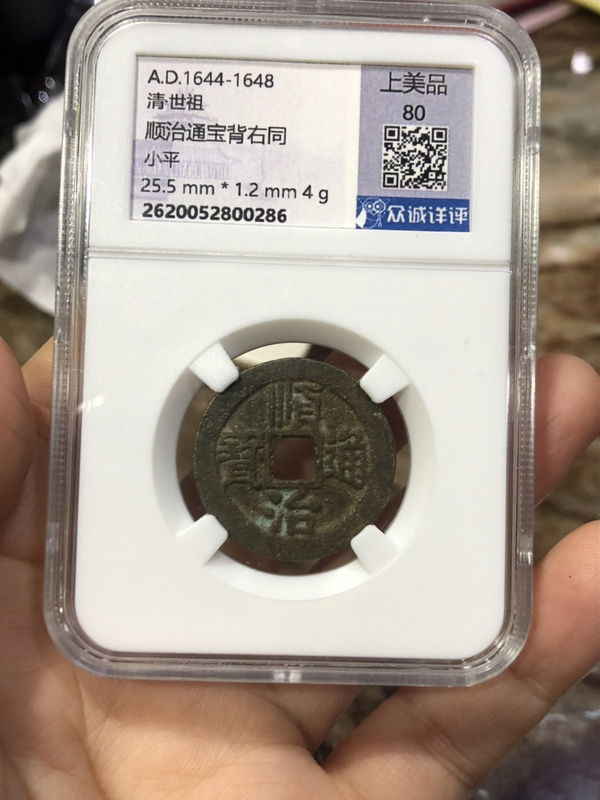 A.D.1644-1648
清·世祖
顺治通宝背右同
小平
25.5 mm * 1.2 mm 4 g
2620052800286
上美品
80
众诚详评
順治通寶